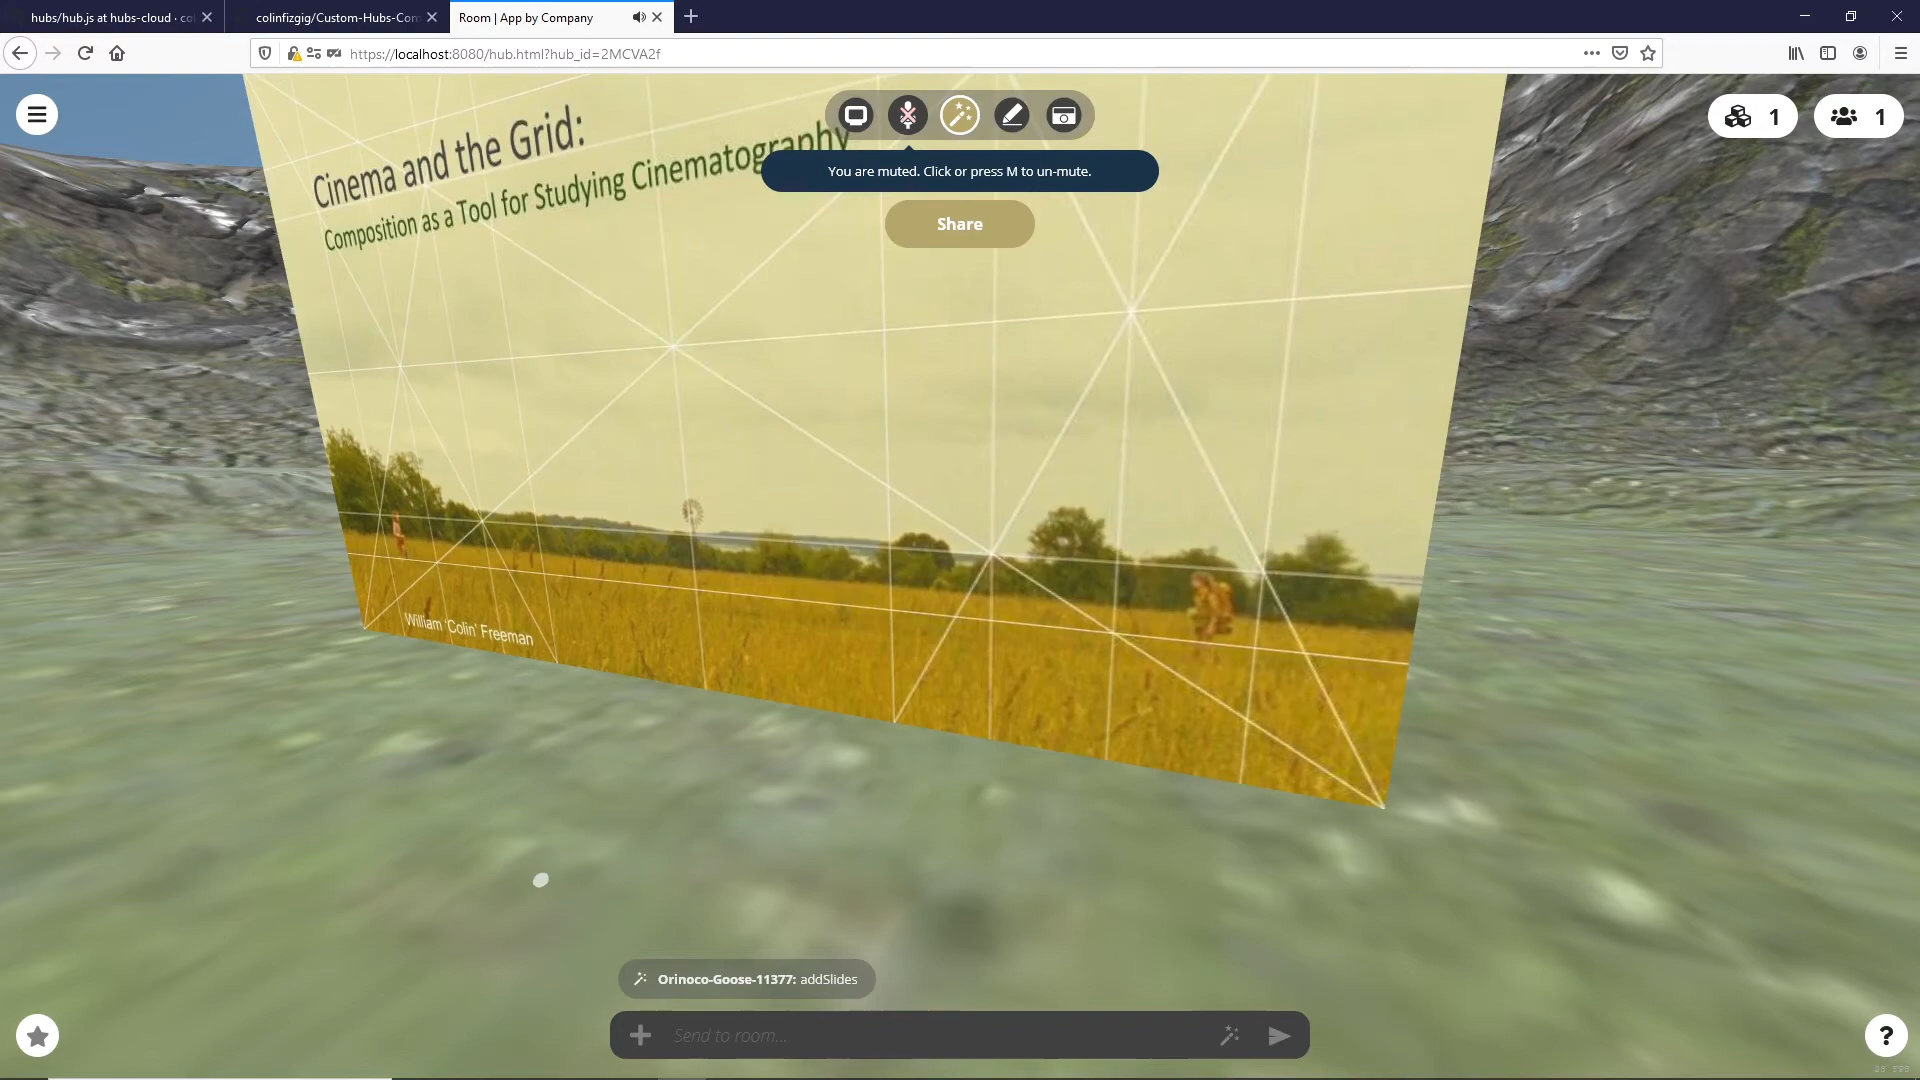 hubs/hub.js at hubs-cloud · co
colinfizgig/Custom-Hubs-Com
Room | App by Company
https://localhost:8080/hub.html?hub_id=2MCVA2f
1
1
You are muted. Click or press M to un-mute.
Share
Cinema and the Grid:
Composition as a Tool for Studying Cinematography
William 'Colin' Freeman
Orinoco-Goose-11377: addSlides
Send to room...
?